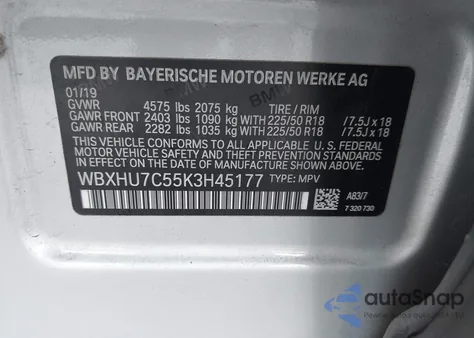 MFD BY BAYERISCHE MOTOREN WERKE AG
01/19
GVWR 4575 lbs 2075 kg TIRE / RIM
GAWR FRONT 2403 lbs 1090 kg WITH 225/50 R18 /7.5J x 18
GAWR REAR 2282 lbs 1035 kg WITH 225/50 R18 /7.5J x 18
THIS VEHICLE CONFORMS TO ALL APPLICABLE
U.S. FEDERAL MOTOR VEHICLE SAFETY, BUMPER, AND
THEFT PREVENTION STANDARDS IN EFFECT ON THE
DATE OF MANUFACTURE SHOWN ABOVE.
WBXHU7C55K3H45177 TYPE: MPV
A83/7
7 320 730
autoSnap